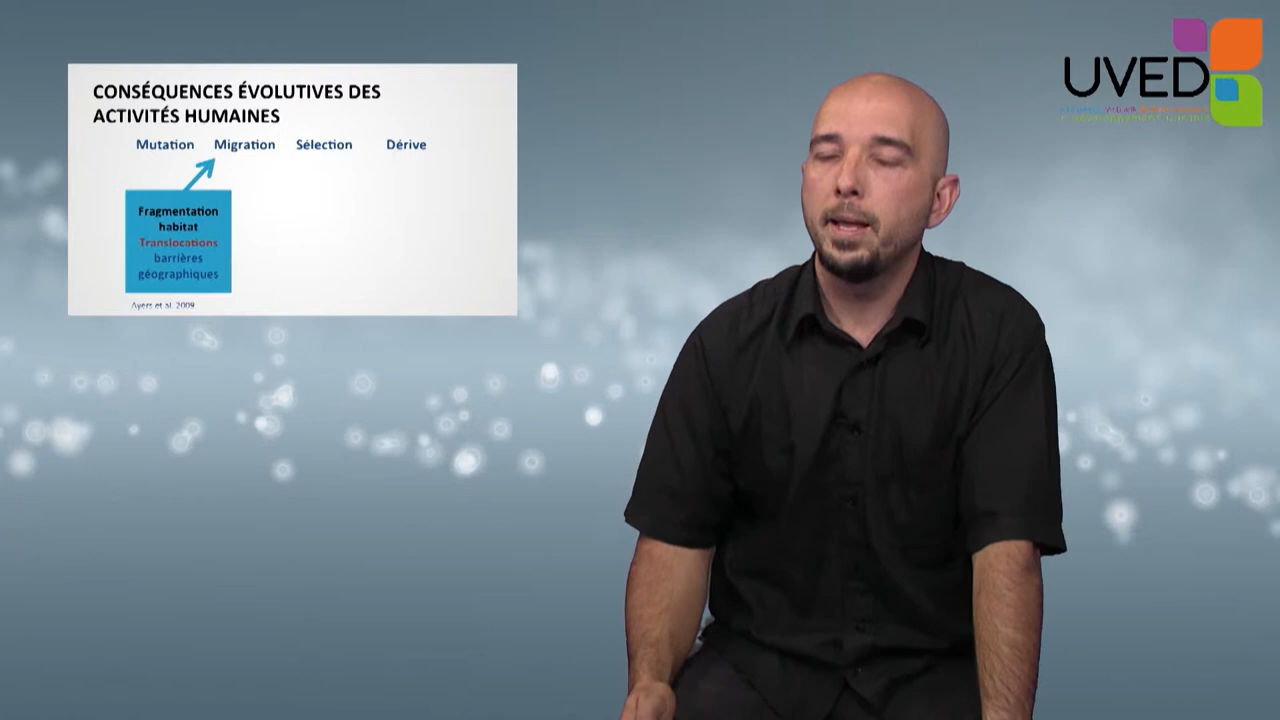 CONSÉQUENCES ÉVOLUTIVES DES
ACTIVITÉS HUMAINES
Mutation Migration Sélection Dérive
Fragmentation
habitat
Translocations
barrières
géographiques
Ayers et al. 2009
UVED